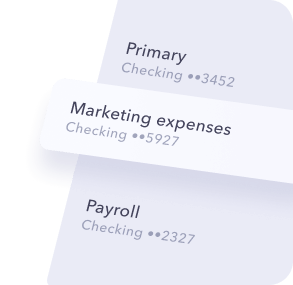 Primary
Checking ••3452
Marketing expenses
Checking ••5927
Payroll
Checking ••2327